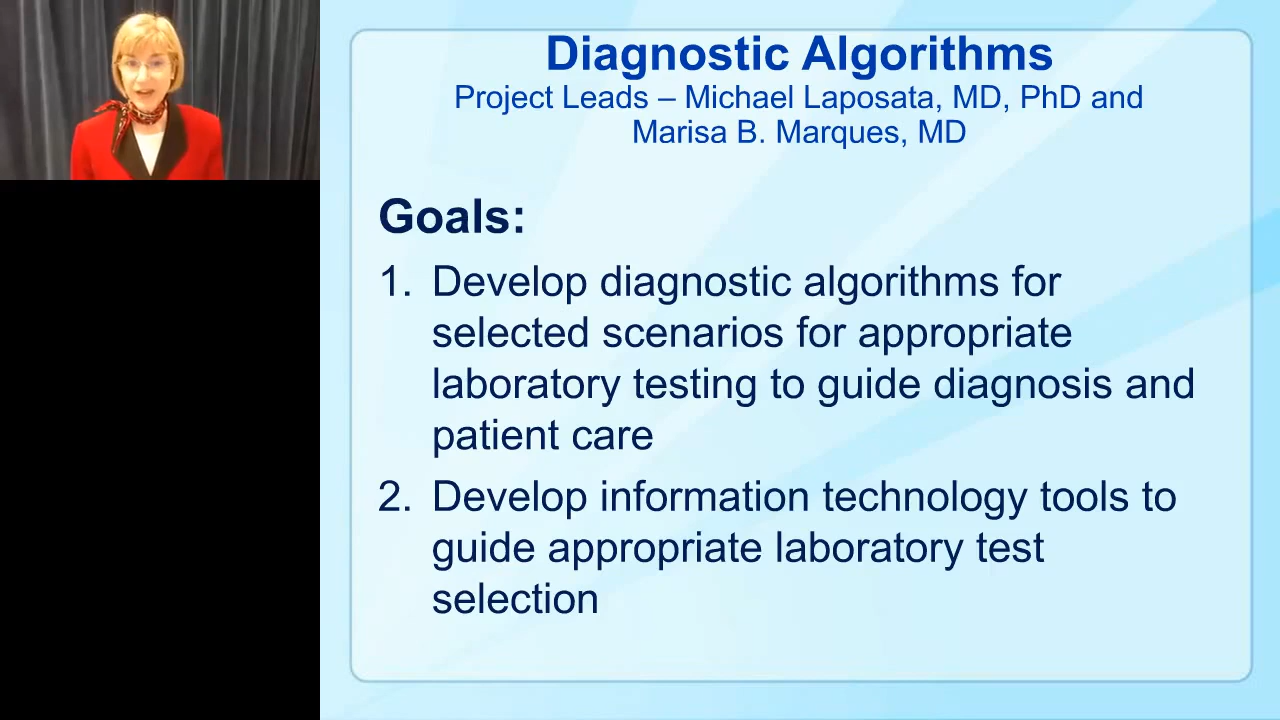 Diagnostic Algorithms
Project Leads – Michael Laposata, MD, PhD and
Marisa B. Marques, MD
Goals:
1. Develop diagnostic algorithms for
selected scenarios for appropriate
laboratory testing to guide diagnosis and
patient care
2. Develop information technology tools to
guide appropriate laboratory test
selection